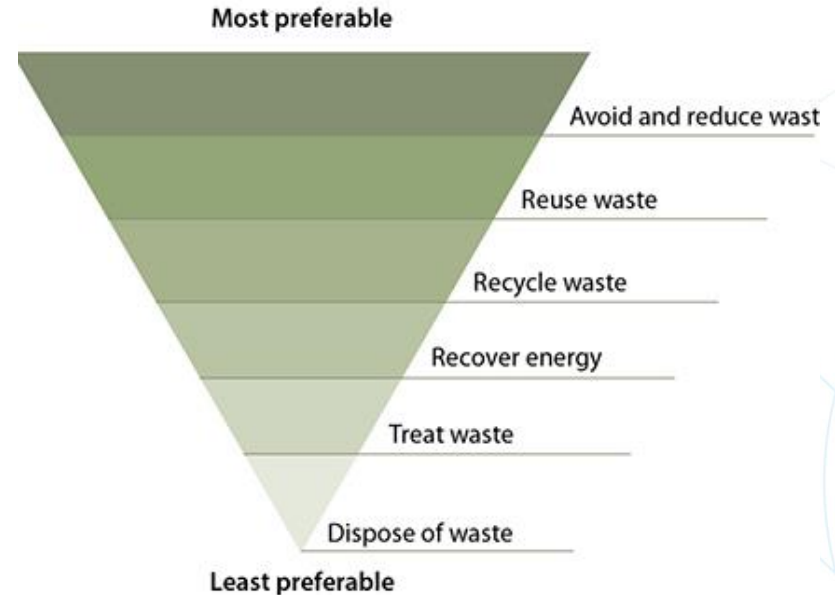 Most preferable
Avoid and reduce wast
Reuse waste
Recycle waste
Recover energy
Treat waste
Dispose of waste
Least preferable